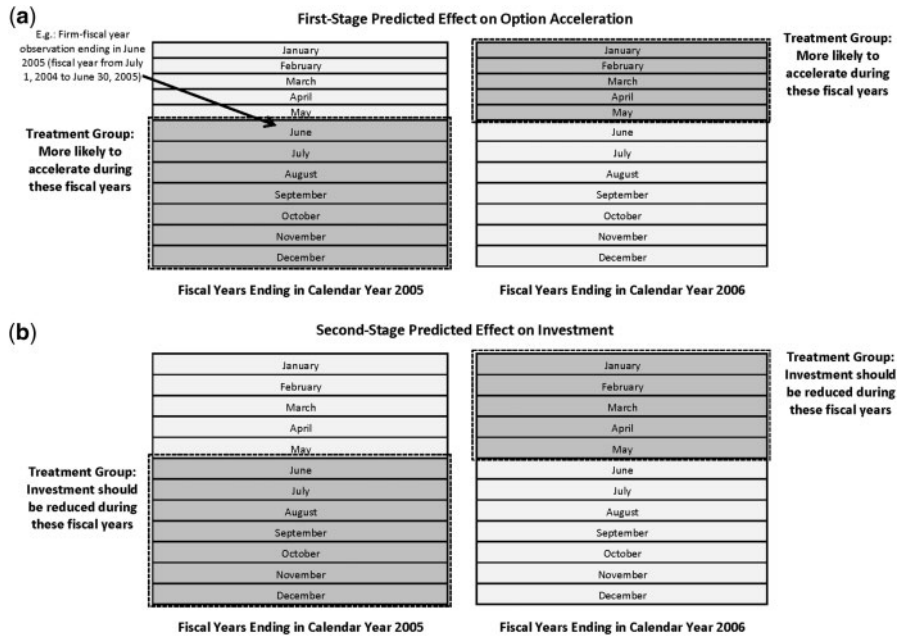 (a)
First-Stage Predicted Effect on Option Acceleration
E.g.: Firm-fiscal year
observation ending in June
2005 (fiscal year from July
1, 2004 to June 30, 2005)
Treatment Group:
More likely to
accelerate during
these fiscal years
January
February
March
April
May
June
July
August
September
October
November
December
Fiscal Years Ending in Calendar Year 2005
January
February
March
April
May
June
July
August
September
October
November
December
Fiscal Years Ending in Calendar Year 2006
Treatment Group:
More likely to
accelerate during
these fiscal years
(b)
Second-Stage Predicted Effect on Investment
Treatment Group:
Investment should
be reduced during
these fiscal years
January
February
March
April
May
June
July
August
September
October
November
December
Fiscal Years Ending in Calendar Year 2005
January
February
March
April
May
June
July
August
September
October
November
December
Fiscal Years Ending in Calendar Year 2006
Treatment Group:
Investment should
be reduced during
these fiscal years